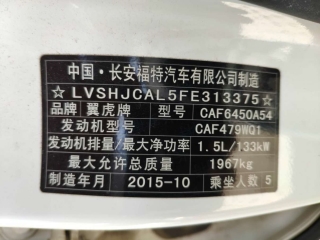 中国·长安福特汽车有限公司制造
☆LVSHJCAL5FE313375☆
品牌 翼虎牌 型号 CAF6450A54
发动机型号 CAF479WQ1
发动机排量/最大净功率 1.5L/133kW
最大允许总质量 1967kg
制造年月 2015-10 乘坐人数 5